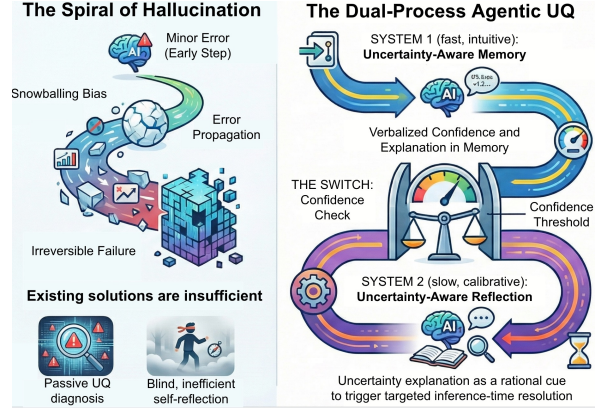 The Spiral of Hallucination
Minor Error
(Early Step)
AI
Snowballing Bias
Error
Propagation
Irreversible Failure
Existing solutions are insufficient
Passive UQ
diagnosis
Blind, inefficient
self-reflection
The Dual-Process Agentic UQ
SYSTEM 1 (fast, intuitive):
Uncertainty-Aware Memory
AI
Verbalized Confidence and
Explanation in Memory
THE SWITCH:
Confidence
Check
Confidence
Threshold
SYSTEM 2 (slow, calibrative):
Uncertainty-Aware Reflection
AI
Uncertainty explanation as a rational cue
to trigger targeted inference-time resolution